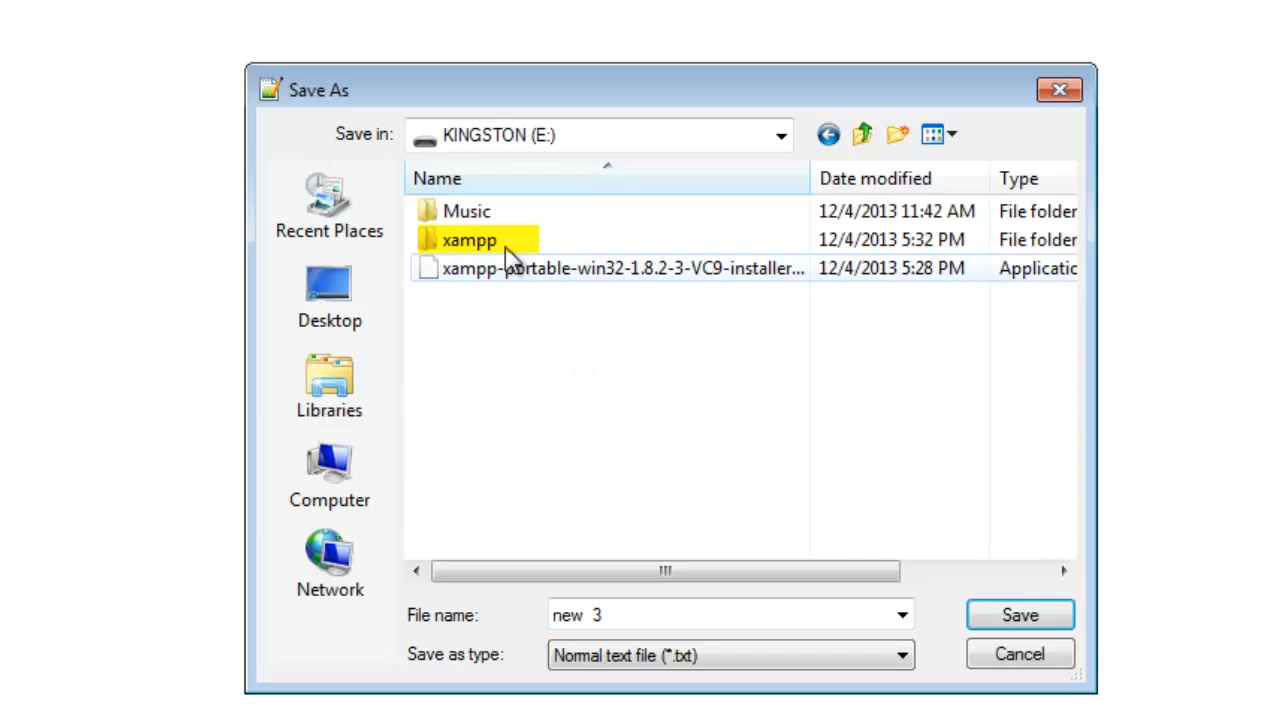 Save As
Save in: KINGSTON (E:)
Name Date modified Type
Music 12/4/2013 11:42 AM File folder
xampp 12/4/2013 5:32 PM File folder
xampp-portable-win32-1.8.2-3-VC9-installer... 12/4/2013 5:28 PM Applicatic
Recent Places
Desktop
Libraries
Computer
Network
File name: new 3 Save
Save as type: Normal text file (*.txt) Cancel